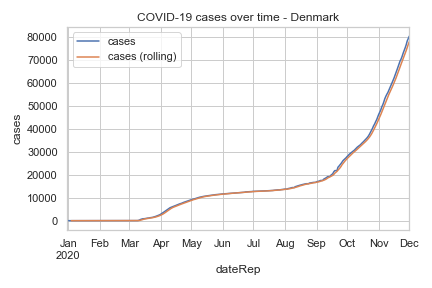 COVID-19 cases over time - Denmark
cases
cases (rolling)
80000
70000
60000
50000
40000
30000
20000
10000
0
cases
Jan Feb Mar Apr May Jun Jul Aug Sep Oct Nov Dec
2020
dateRep